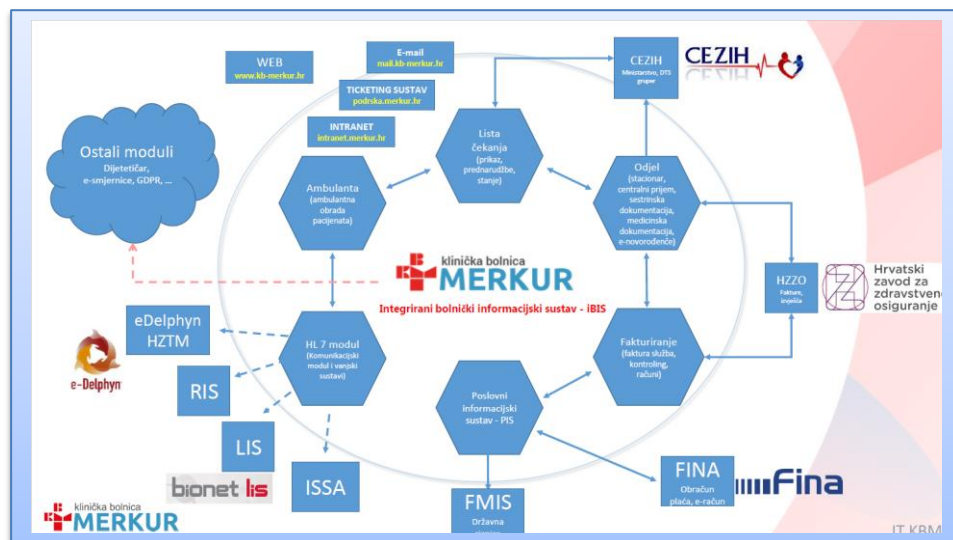 WEB
www.kb-merkur.hr
E-mail
mail.kb-merkur.hr
TICKETING SUSTAV
podrska.merkur.hr
INTRANET
intranet.merkur.hr
CEZIH
Ministarstvo, DTS
gruper
CEZIH
Ostali moduli
Dijetetičar,
e-smjernice, GDPR, ...
Lista
čekanja
(prikaz,
prednarudžbe,
stanje)
Ambulanta
(ambulantna
obrada
pacijenata)
Odjel
(stacionar,
centralni prijem,
sestrinska
dokumentacija,
medicinska
dokumentacija,
e-novorođenče)
klinička bolnica
MERKUR
Integrirani bolnički informacijski sustav - iBIS
HZZO
Fakture,
izvješća
Hrvatski
zavod za
zdravstveno
osiguranje
eDelphyn
HZTM
e-Delphyn
RIS
LIS
bionet lis
ISSA
HL 7 modul
(Komunikacijski
modul i vanjski
sustavi)
Fakturiranje
(faktura služba,
kontroling,
računi)
Poslovni
informacijski
sustav - PIS
FMIS
Državna
FINA
Obračun
plaća, e-račun
Fina
klinička bolnica
MERKUR
IT KBM